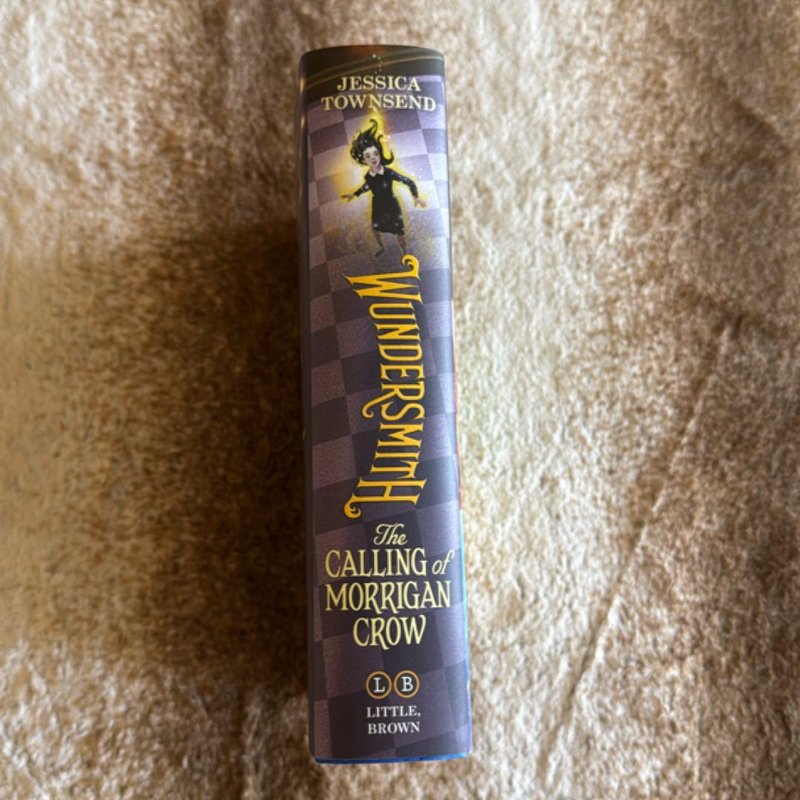 JESSICA
TOWNSEND
WUNDERSMITH
The
CALLING of
MORRIGAN
CROW
L B
LITTLE,
BROWN